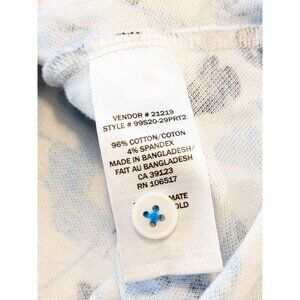 VENDOR # 21219
STYLE # 99520-29PRT2
96% COTTON/COTON
4% SPANDEX
MADE IN BANGLADESH/
FAIT AU BANGLADESH
CA 39123
RN 106517